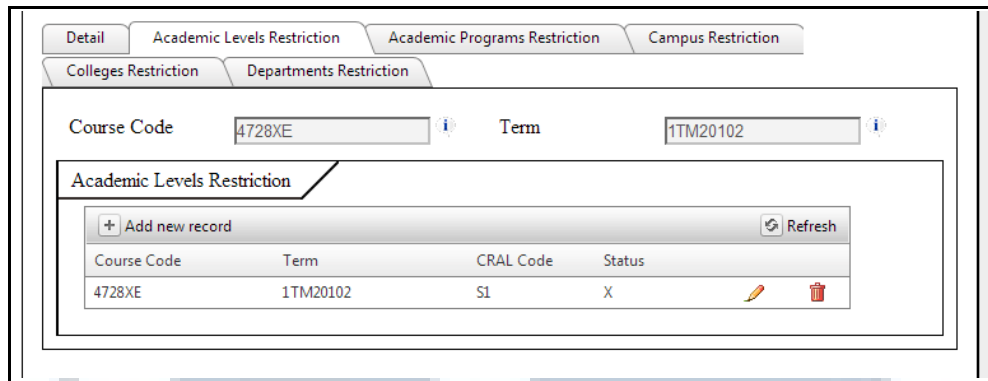 Detail Academic Levels Restriction Academic Programs Restriction Campus Restriction
Colleges Restriction Departments Restriction
Course Code 4728XE i Term 1TM20102 i
Academic Levels Restriction
+ Add new record Refresh
Course Code Term CRAL Code Status
4728XE 1TM20102 S1 X